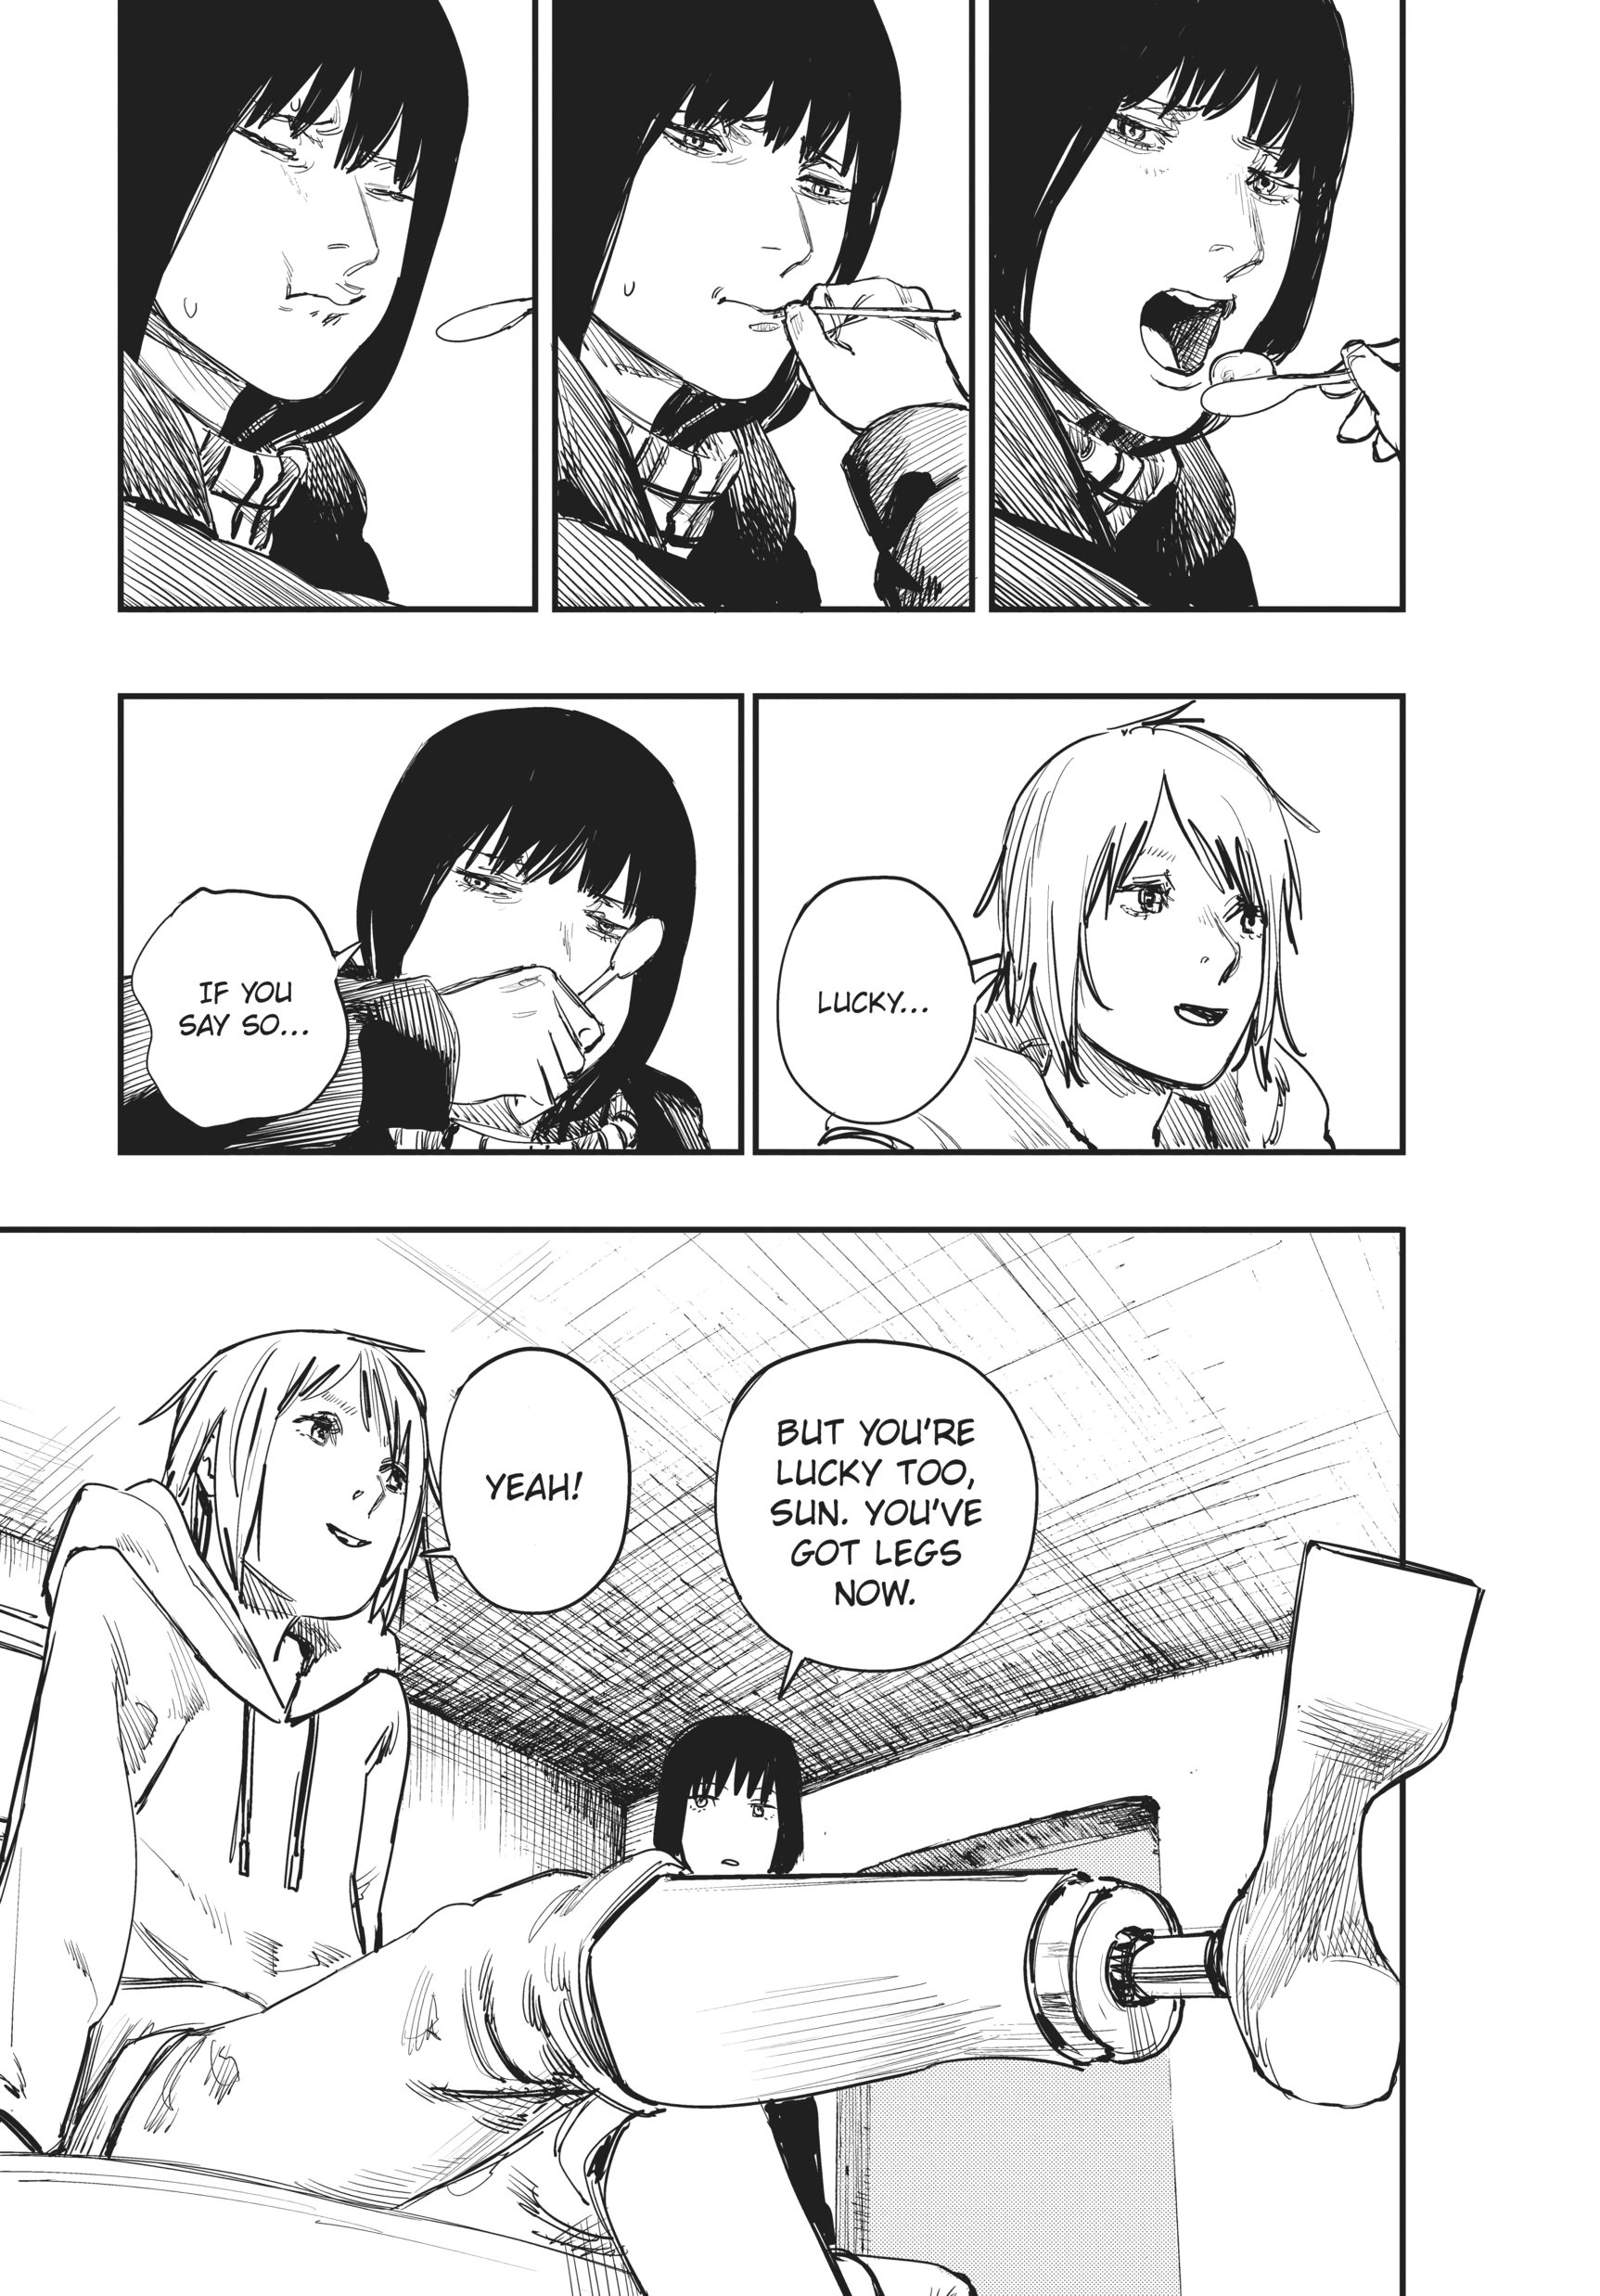 LUCKY...
IF YOU
SAY SO...
BUT YOU'RE
LUCKY TOO,
SUN. YOU'VE
GOT LEGS
NOW.
YEAH!